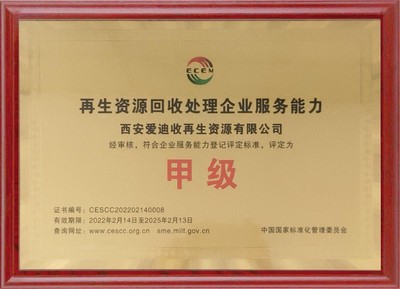 ECEM
再生资源回收处理企业服务能力
西安爱迪收再生资源有限公司
经审核，符合企业服务能力登记评定标准，评定为
甲级
证书编号：CESCC202202140008
有效期限：2022年2月14日至2025年2月13日
查询网址：www.cescc.org.cn sme.miit.gov.cn
中国国家标准化管理委员会